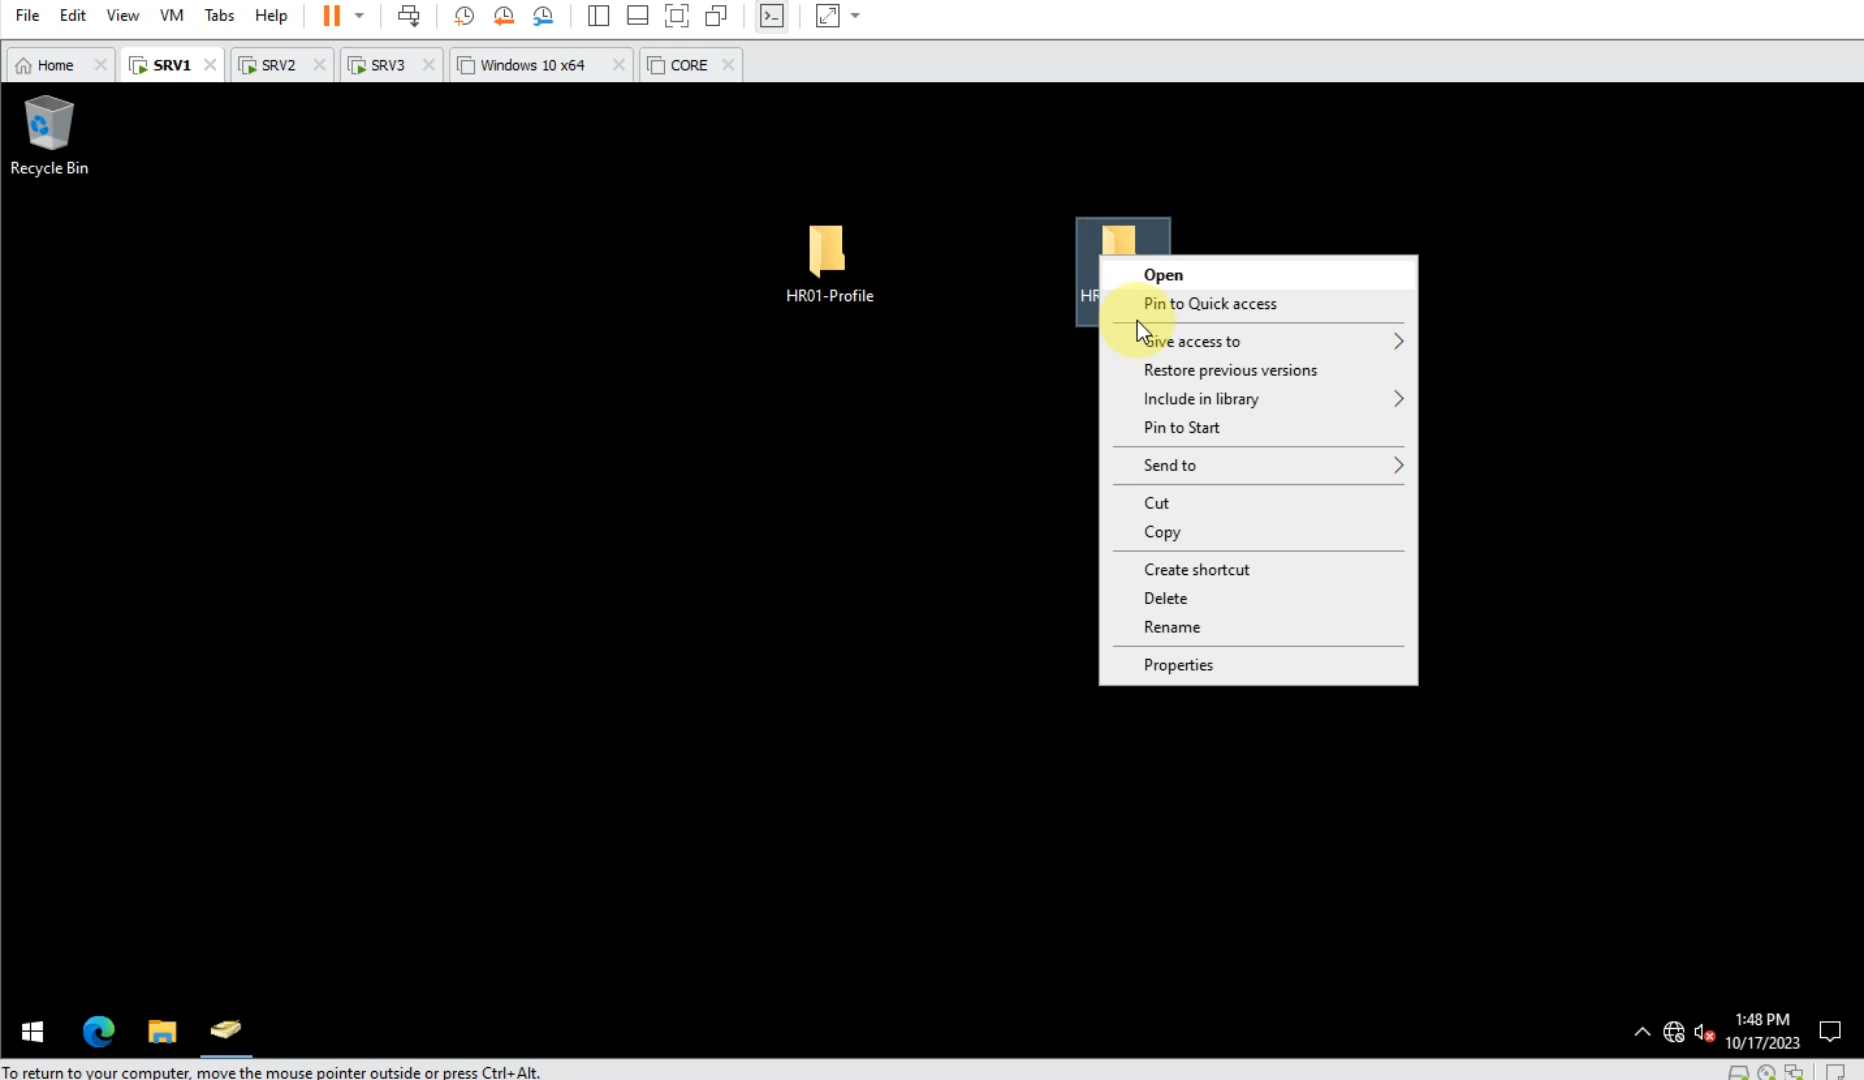 File Edit View VM Tabs Help
Home SRV1 SRV2 SRV3 Windows 10 x64 CORE
Recycle Bin
HR01-Profile
Open
Pin to Quick access
Give access to
Restore previous versions
Include in library
Pin to Start
Send to
Cut
Copy
Create shortcut
Delete
Rename
Properties
1:48 PM
10/17/2023
To return to your computer, move the mouse pointer outside or press Ctrl+Alt.